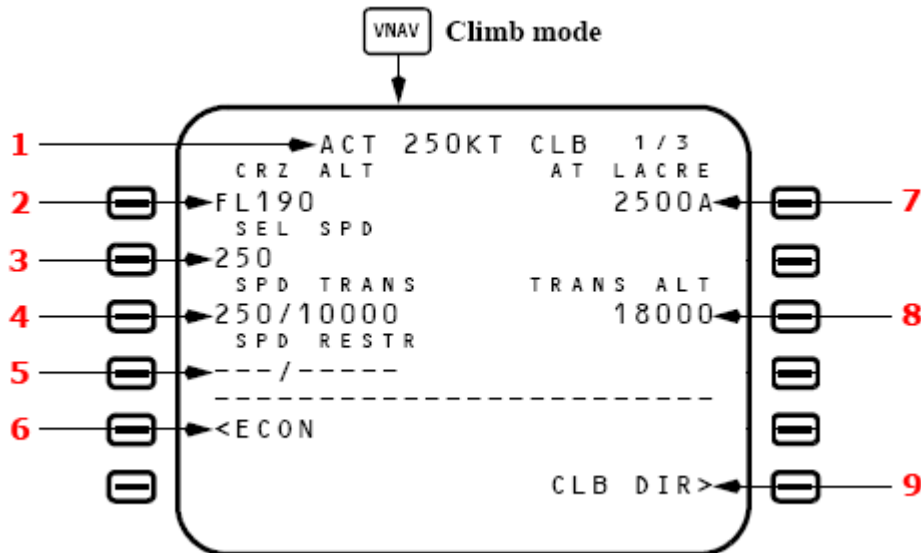 VNAV Climb mode
1 ACT 250KT CLB 1/3
CRZ ALT AT LACRE
2 FL190 2500A 7
SEL SPD
3 250
SPD TRANS TRANS ALT
4 250/10000 18000 8
SPD RESTR
5 ---/-----
--------------------------
6 <ECON
CLB DIR> 9